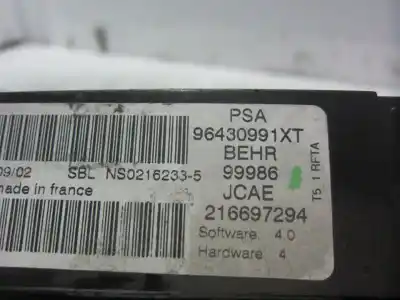 PSA
96430991XT
BEHR
09/02 SBL NS0216233-5
99986
made in france
JCAE
216697294
Software. 4.0
Hardware 4
T5 1 RFTA